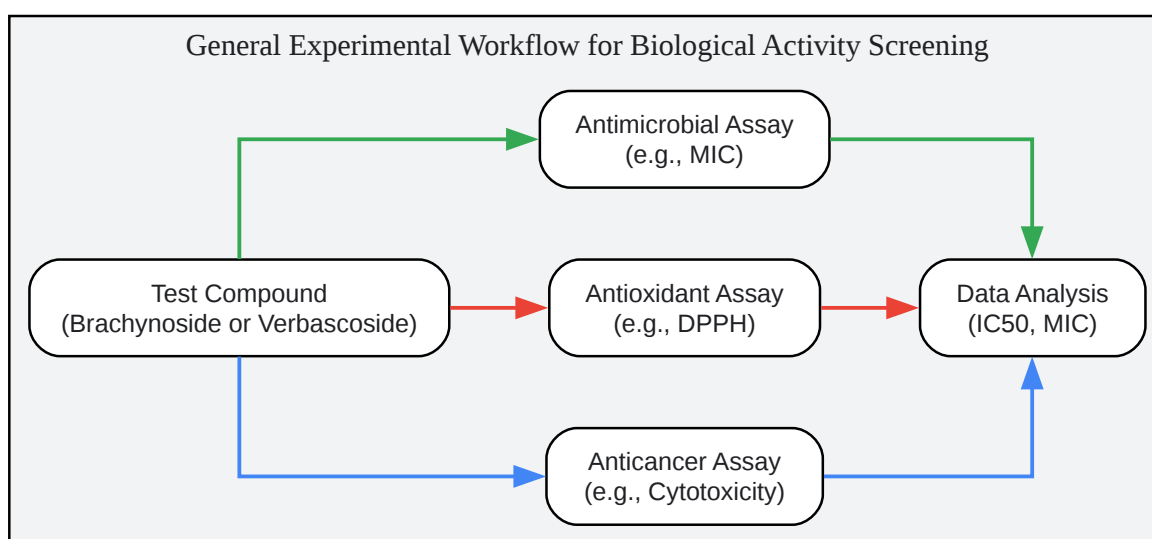 General Experimental Workflow for Biological Activity Screening
Antimicrobial Assay
(e.g., MIC)
Test Compound
(Brachynoside or Verbascoside)
Antioxidant Assay
(e.g., DPPH)
Data Analysis
(IC50, MIC)
Anticancer Assay
(e.g., Cytotoxicity)